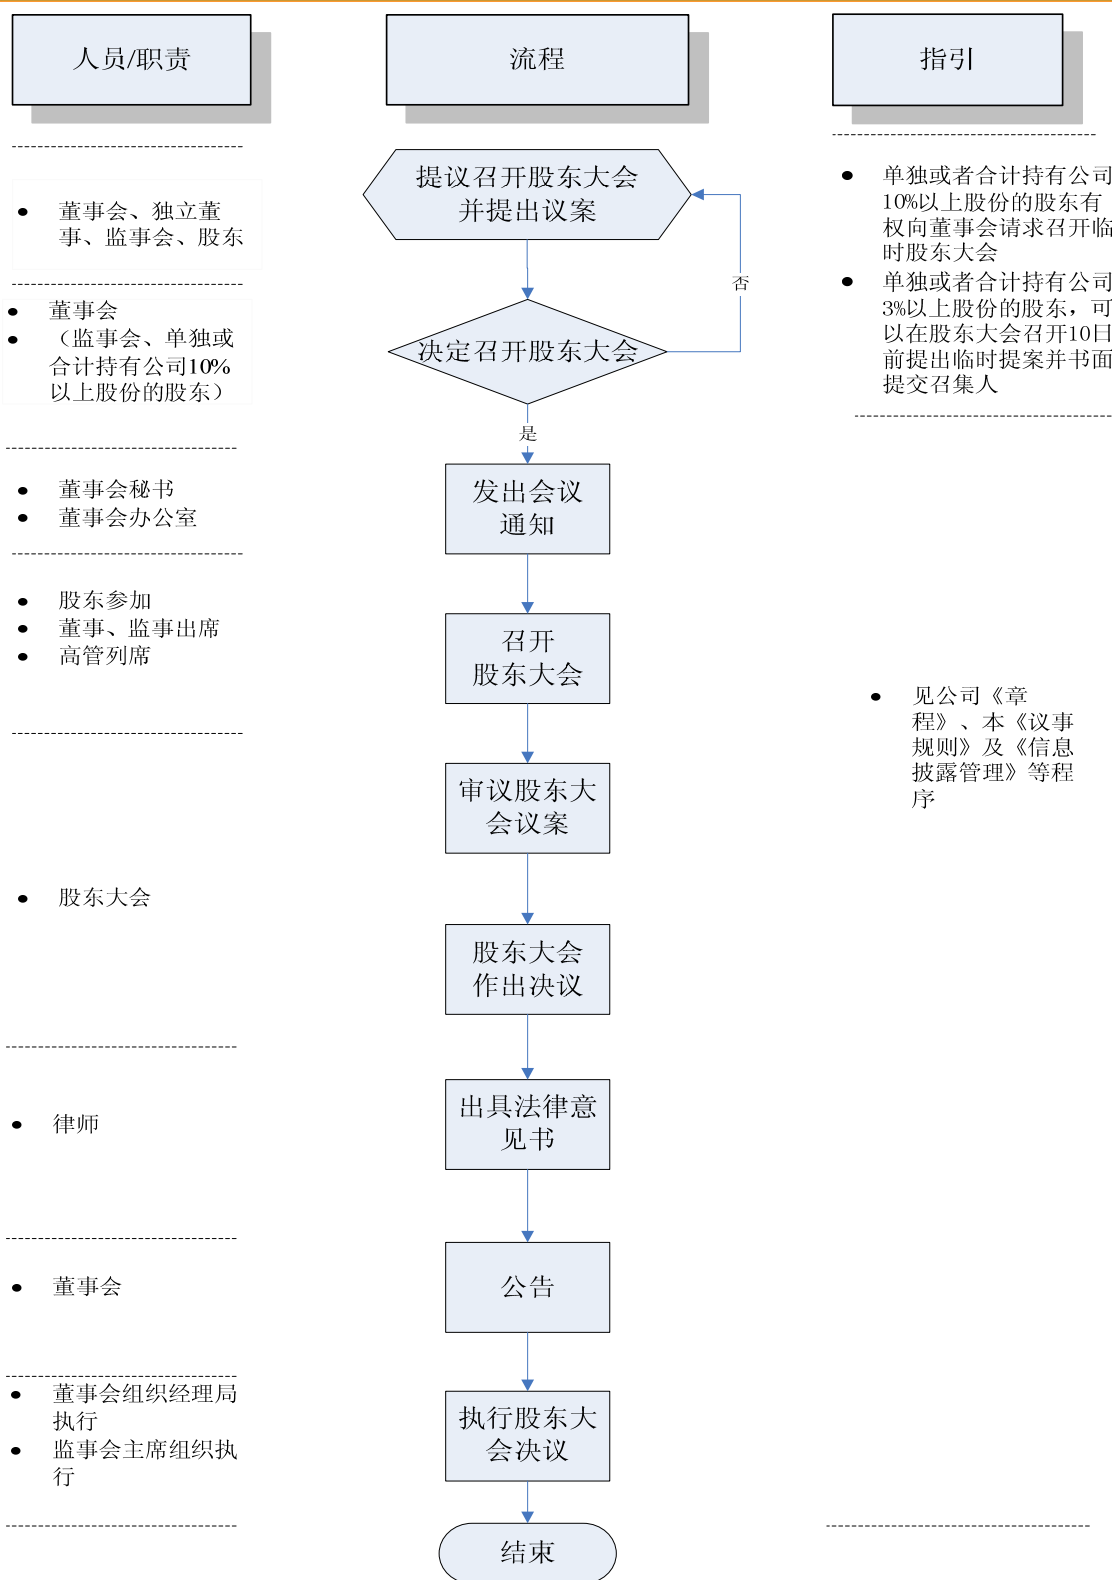 人员/职责
流程
指引
提议召开股东大会
并提出议案
董事会、独立董
事、监事会、股东
单独或者合计持有公司
10%以上股份的股东有
权向董事会请求召开临
时股东大会
单独或者合计持有公司
3%以上股份的股东，可
以在股东大会召开10日
前提出临时提案并书面
提交召集人
否
董事会
（监事会、单独或
合计持有公司10%
以上股份的股东）
决定召开股东大会
是
董事会秘书
董事会办公室
发出会议
通知
股东参加
董事、监事出席
高管列席
召开
股东大会
见公司《章
程》、本《议事
规则》及《信息
披露管理》等程
序
审议股东大
会议案
股东大会
股东大会
作出决议
律师
出具法律意
见书
董事会
公告
董事会组织经理局
执行
监事会主席组织执
行
执行股东大
会决议
结束